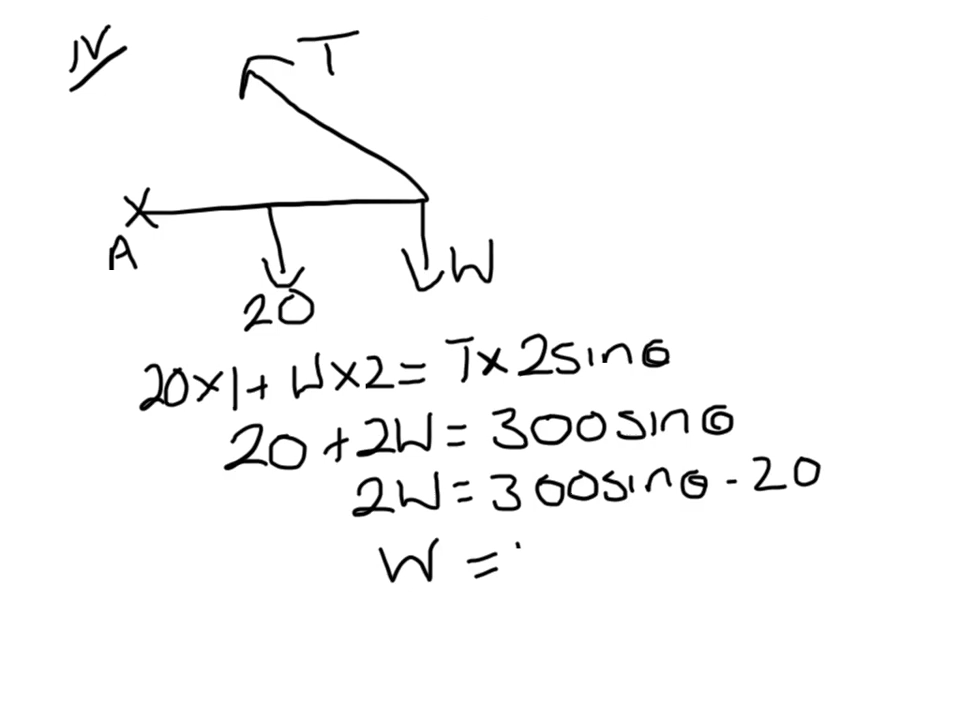 IV
T
A
20
W
20×1 + W×2 = T×2sinθ
20 + 2W = 300sinθ
2W = 300sinθ - 20
W =